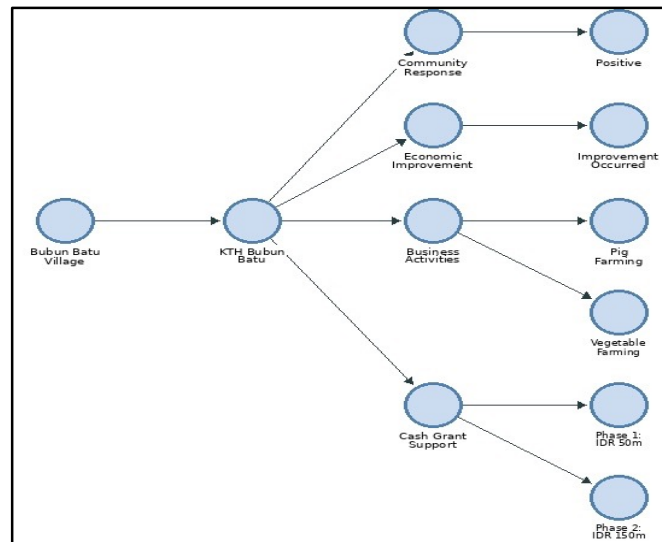 Community
Response
Positive
Economic
Improvement
Improvement
Occurred
Bubun Batu
Village
KTH Bubun
Batu
Business
Activities
Pig
Farming
Vegetable
Farming
Cash Grant
Support
Phase 1:
IDR 50m
Phase 2:
IDR 150m